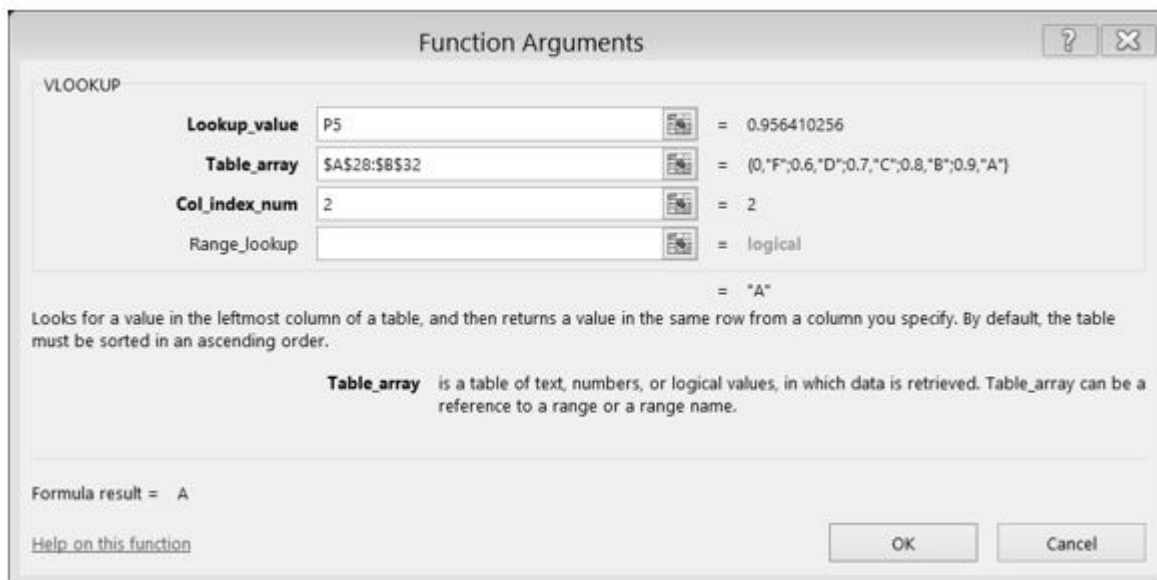 Function Arguments
VLOOKUP
Lookup_value P5 = 0.956410256
Table_array $A$28:$B$32 = {0,"F";0.6,"D";0.7,"C";0.8,"B";0.9,"A"}
Col_index_num 2 = 2
Range_lookup = logical
= "A"
Looks for a value in the leftmost column of a table, and then returns a value in the same row from a column you specify. By default, the table
must be sorted in an ascending order.
Table_array is a table of text, numbers, or logical values, in which data is retrieved. Table_array can be a
reference to a range or a range name.
Formula result = A
Help on this function OK Cancel